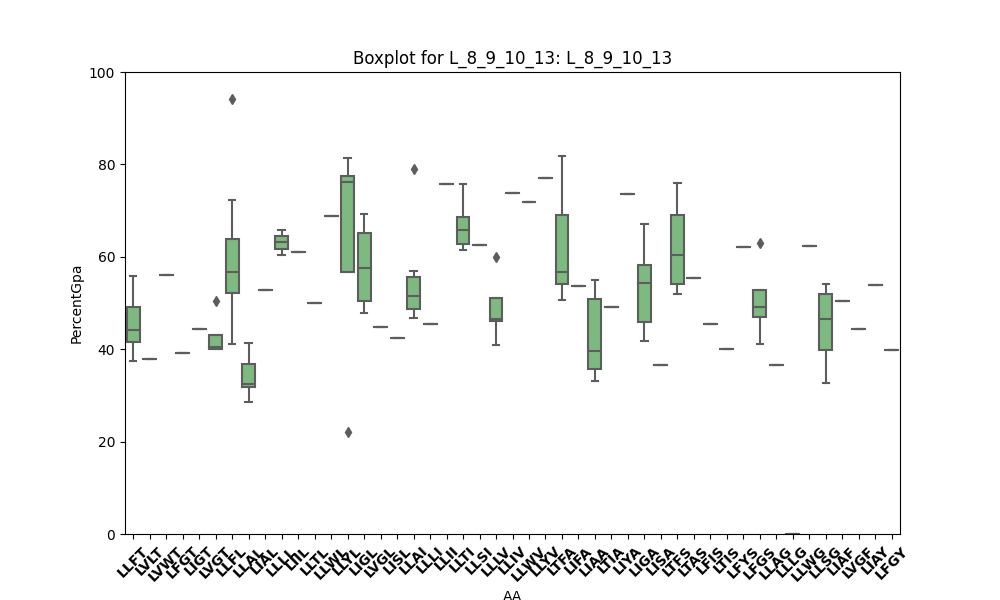 Boxplot for L_8_9_10_13: L_8_9_10_13
100
80
60
40
20
0
PercentGpa
LLFT LVLT LVWT LFGT LIGT LVGT LLFL LLAL LIAL LLLL LIIL LLTL LLWL LLYL LIGL LVGL LISL LLAI LLLI LLII LLTI LLSI LLLV LLIV LLWV LLYV LTFA LIFA LIAA LTIA LIYA LIGA LISA LTFS LTAS LFIS LTIS LFYS LFGS LLAG LLLG LLWG LLSG LIAF LVGF LIAY LFGY
AA